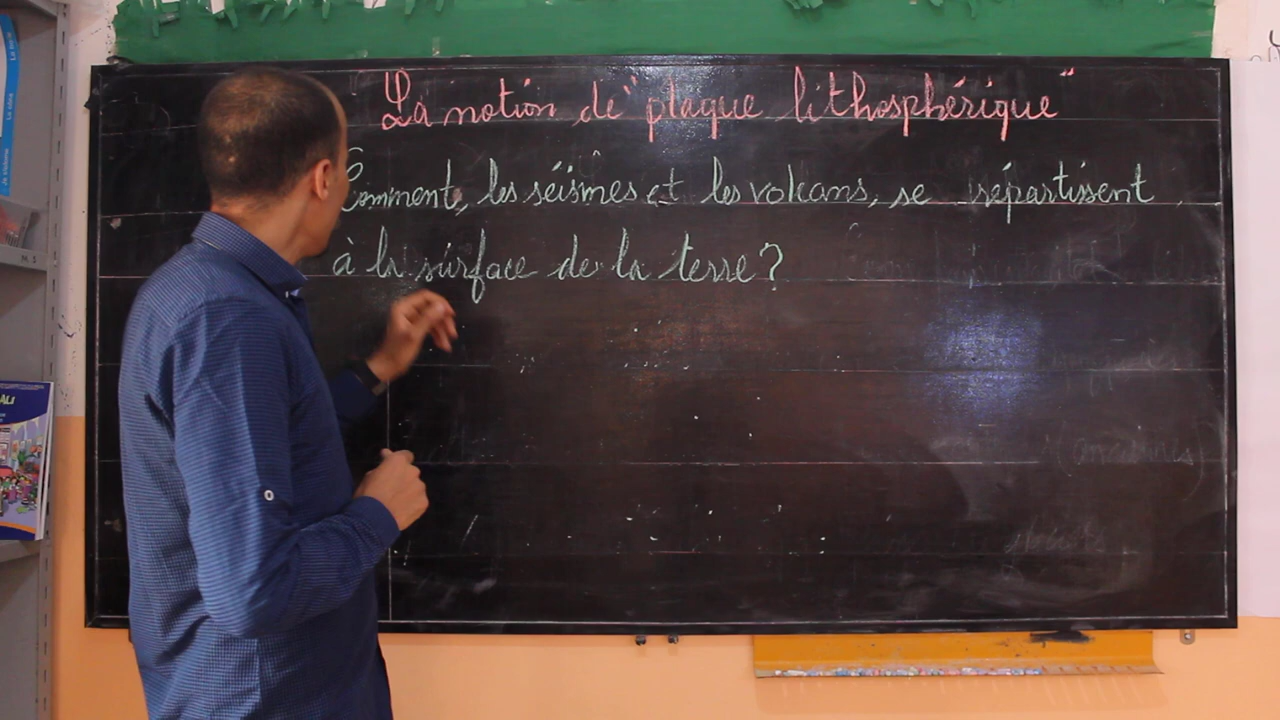 La notion de "plaque lithosphérique"
Comment, les séismes et les volcans, se répartissent
à la surface de la terre?